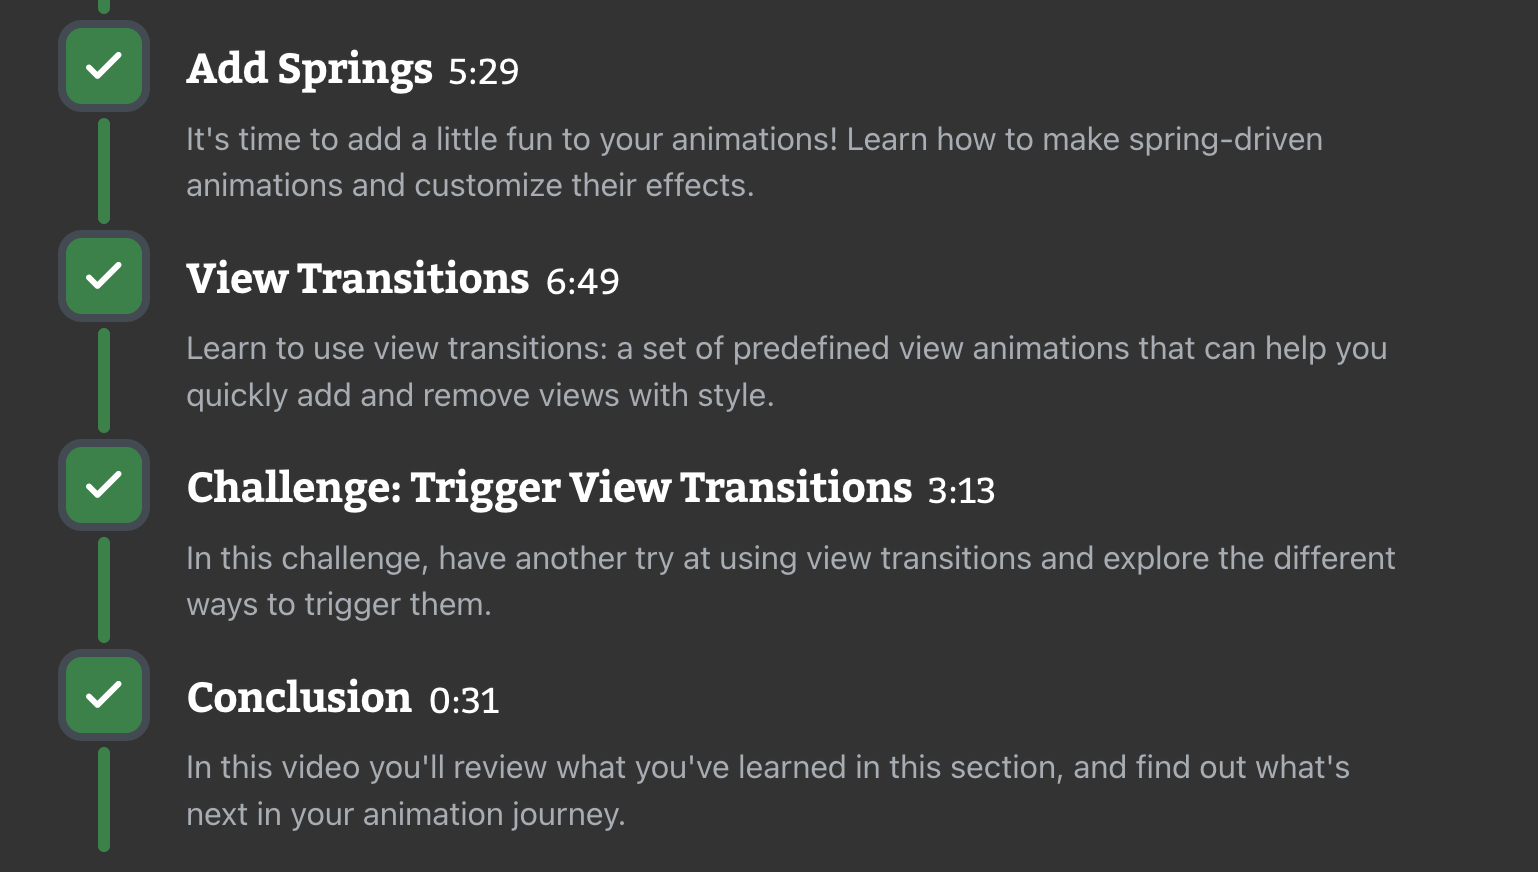 Add Springs 5:29
It's time to add a little fun to your animations! Learn how to make spring-driven
animations and customize their effects.
View Transitions 6:49
Learn to use view transitions: a set of predefined view animations that can help you
quickly add and remove views with style.
Challenge: Trigger View Transitions 3:13
In this challenge, have another try at using view transitions and explore the different
ways to trigger them.
Conclusion 0:31
In this video you'll review what you've learned in this section, and find out what's
next in your animation journey.